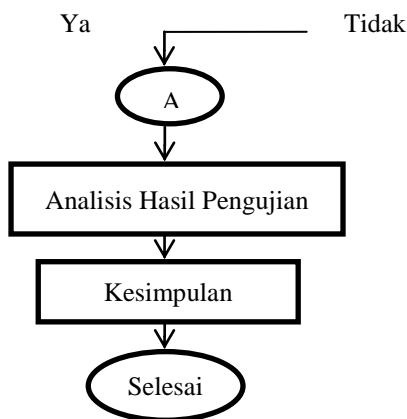 Ya Tidak
A
Analisis Hasil Pengujian
Kesimpulan
Selesai